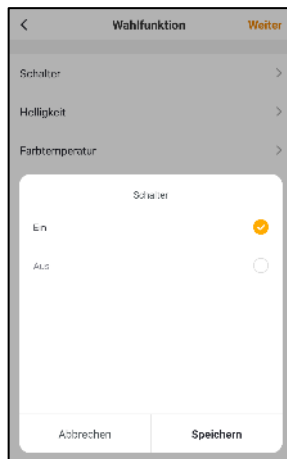 Wahlfunktion Weiter
Schalter
Helligkeit
Farbtemperatur
Schalter
Ein
Aus
Abbrechen Speichern